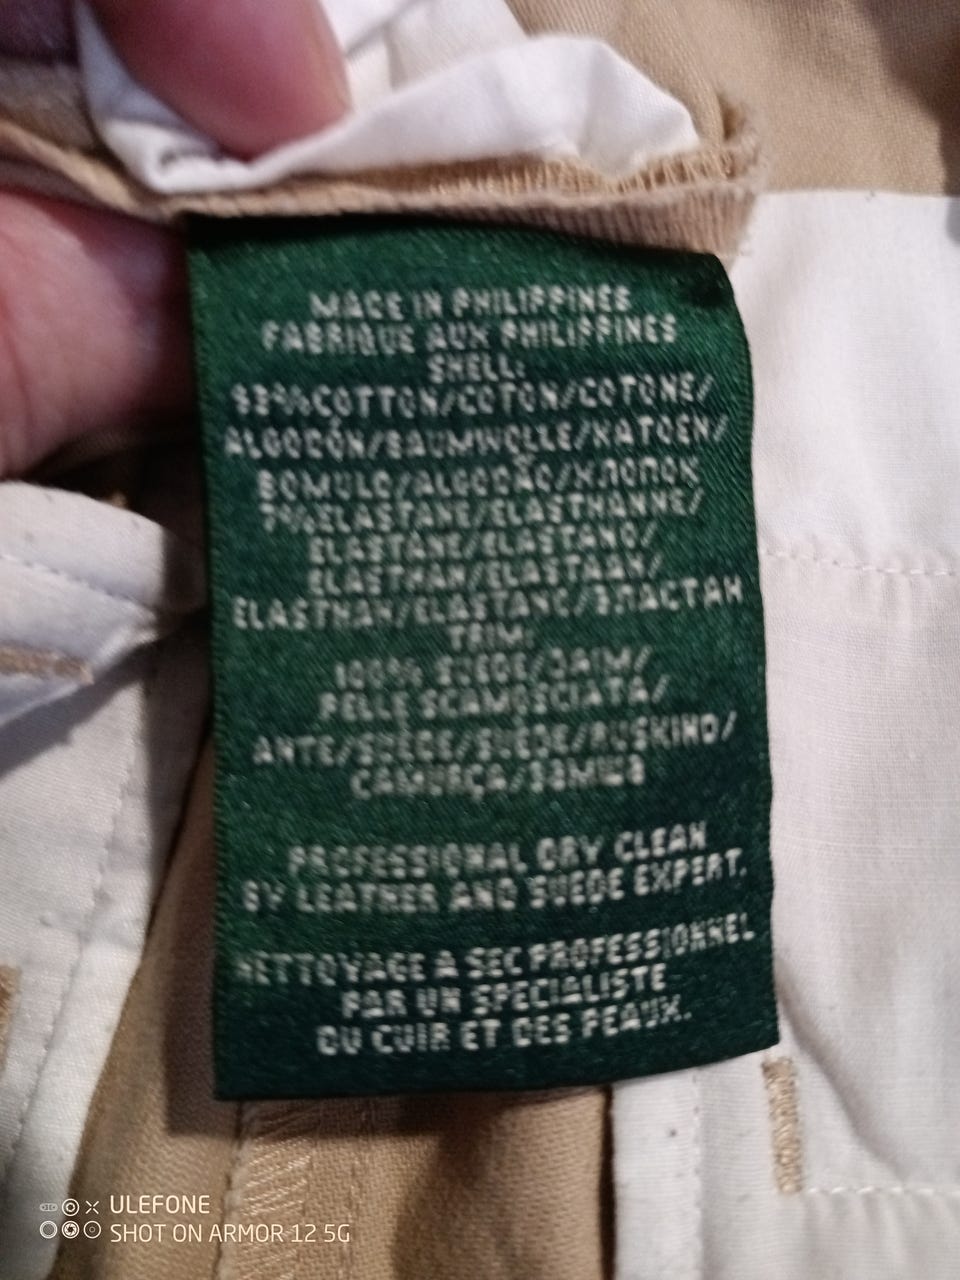 MADE IN PHILIPPINES
FABRIQUE AUX PHILIPPINES
SHELL:
93%COTTON/COTON/COTONE/
ALGODÓN/BAUMWOLLE/KATOEN/
BOMULD/ALGODÃO/ХЛОПОК
7%ELASTANE/ELASTHANNE/
ELASTANE/ELASTANO/
ELASTHAN/ELASTAAN/
ELASTHAN/ELASTANO/ЭЛАСТАН
TRIM:
100% SUEDE/DAIM/
PELLE SCAMOSCIATA/
ANTE/SUÈDE/SUÈDE/RUSKIND/
CAMURÇA/ЗАМША
PROFESSIONAL DRY CLEAN
BY LEATHER AND SUEDE EXPERT.
NETTOYAGE A SEC PROFESSIONNEL
PAR UN SPECIALISTE
DU CUIR ET DES PEAUX.
ULEFONE
SHOT ON ARMOR 12 5G